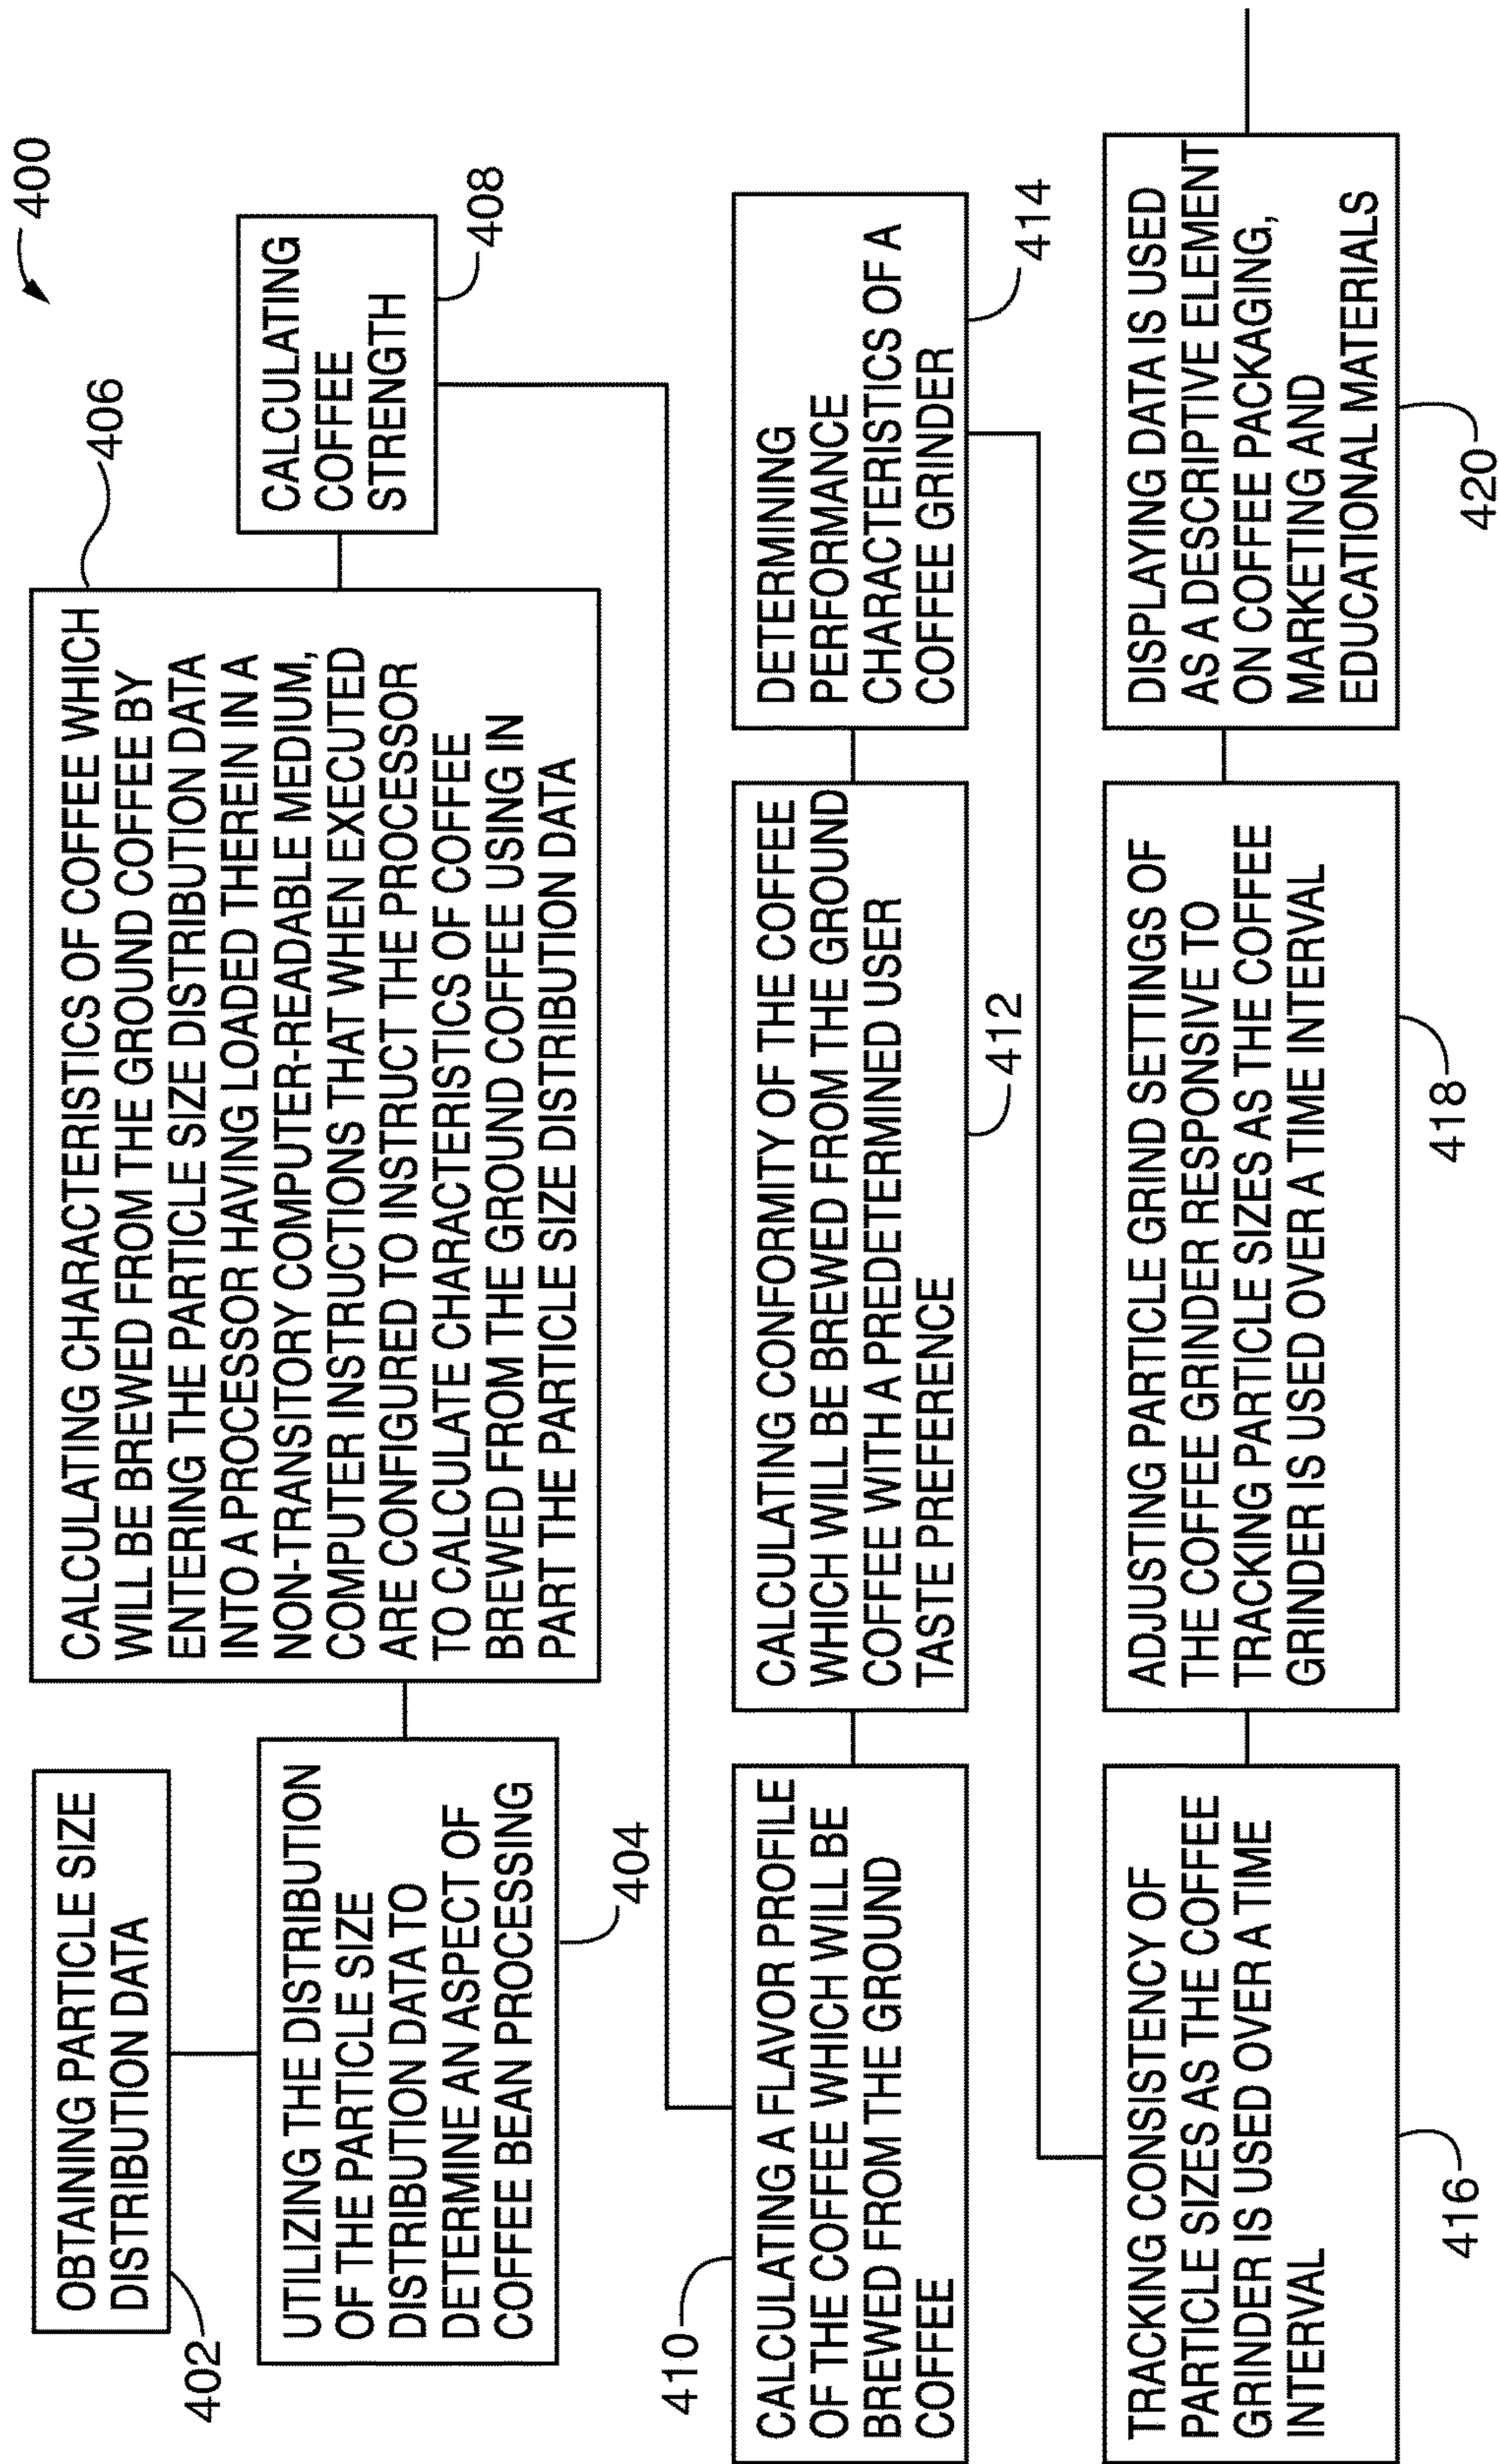 400
OBTAINING PARTICLE SIZE
DISTRIBUTION DATA
402
UTILIZING THE DISTRIBUTION
OF THE PARTICLE SIZE
DISTRIBUTION DATA TO
DETERMINE AN ASPECT OF
COFFEE BEAN PROCESSING
404
CALCULATING CHARACTERISTICS OF COFFEE WHICH
WILL BE BREWED FROM THE GROUND COFFEE BY
ENTERING THE PARTICLE SIZE DISTRIBUTION DATA
INTO A PROCESSOR HAVING LOADED THEREIN IN A
NON-TRANSITORY COMPUTER-READABLE MEDIUM,
COMPUTER INSTRUCTIONS THAT WHEN EXECUTED
ARE CONFIGURED TO INSTRUCT THE PROCESSOR
TO CALCULATE CHARACTERISTICS OF COFFEE
BREWED FROM THE GROUND COFFEE USING IN
PART THE PARTICLE SIZE DISTRIBUTION DATA
406
CALCULATING
COFFEE
STRENGTH
408
410
CALCULATING A FLAVOR PROFILE
OF THE COFFEE WHICH WILL BE
BREWED FROM THE GROUND
COFFEE
CALCULATING CONFORMITY OF THE COFFEE
WHICH WILL BE BREWED FROM THE GROUND
COFFEE WITH A PREDETERMINED USER
TASTE PREFERENCE
412
DETERMINING
PERFORMANCE
CHARACTERISTICS OF A
COFFEE GRINDER
414
TRACKING CONSISTENCY OF
PARTICLE SIZES AS THE COFFEE
GRINDER IS USED OVER A TIME
INTERVAL
416
ADJUSTING PARTICLE GRIND SETTINGS OF
THE COFFEE GRINDER RESPONSIVE TO
TRACKING PARTICLE SIZES AS THE COFFEE
GRINDER IS USED OVER A TIME INTERVAL
418
DISPLAYING DATA IS USED
AS A DESCRIPTIVE ELEMENT
ON COFFEE PACKAGING,
MARKETING AND
EDUCATIONAL MATERIALS
420